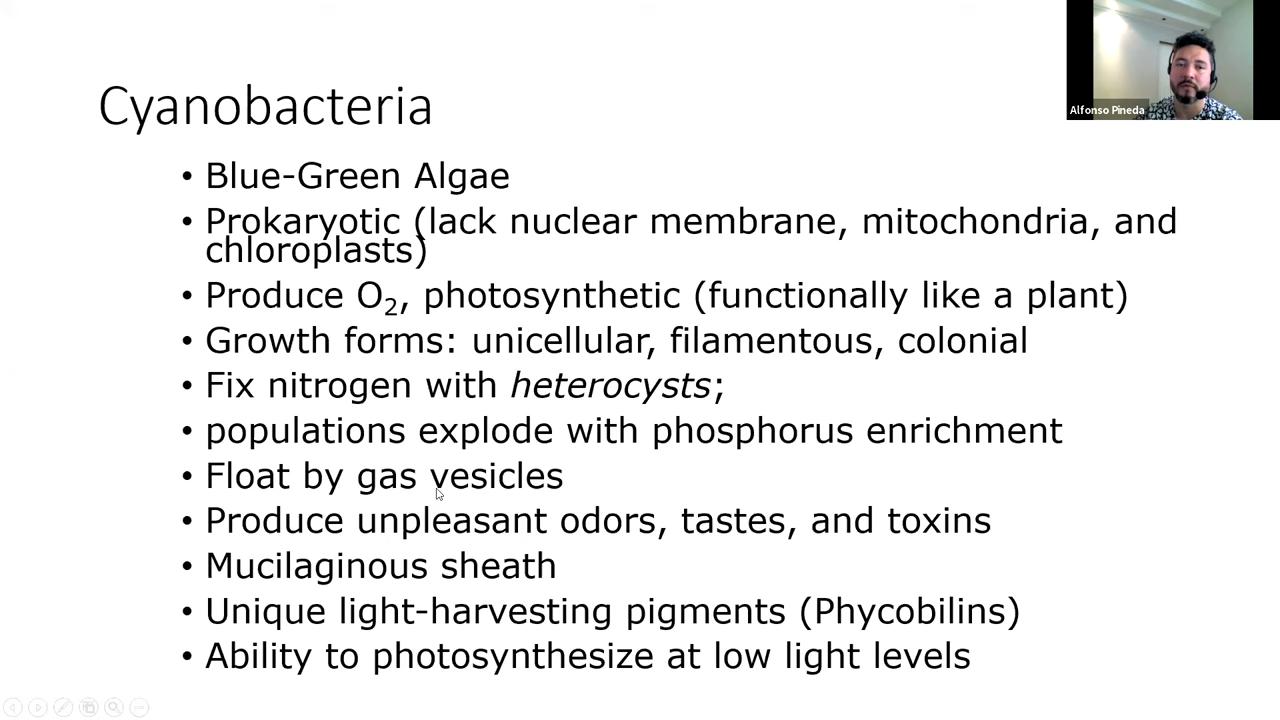 Alfonso Pineda
Cyanobacteria
• Blue-Green Algae
• Prokaryotic (lack nuclear membrane, mitochondria, and
chloroplasts)
• Produce O₂, photosynthetic (functionally like a plant)
• Growth forms: unicellular, filamentous, colonial
• Fix nitrogen with heterocysts;
• populations explode with phosphorus enrichment
• Float by gas vesicles
• Produce unpleasant odors, tastes, and toxins
• Mucilaginous sheath
• Unique light-harvesting pigments (Phycobilins)
• Ability to photosynthesize at low light levels